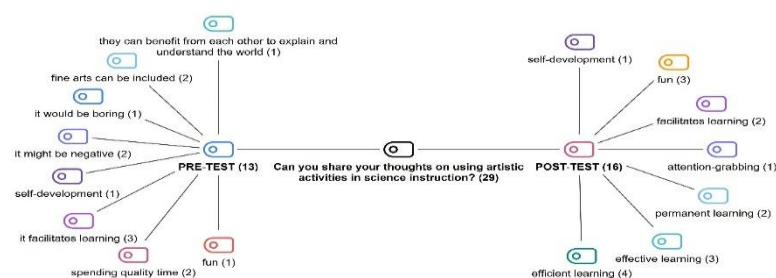 they can benefit from each other to explain and
understand the world (1)
fine arts can be included (2)
it would be boring (1)
it might be negative (2)
self-development (1)
it facilitates learning (3)
spending quality time (2)
fun (1)
PRE-TEST (13)
Can you share your thoughts on using artistic
activities in science instruction? (29)
POST-TEST (16)
self-development (1)
fun (3)
facilitates learning (2)
attention-grabbing (1)
permanent learning (2)
effective learning (3)
efficient learning (4)